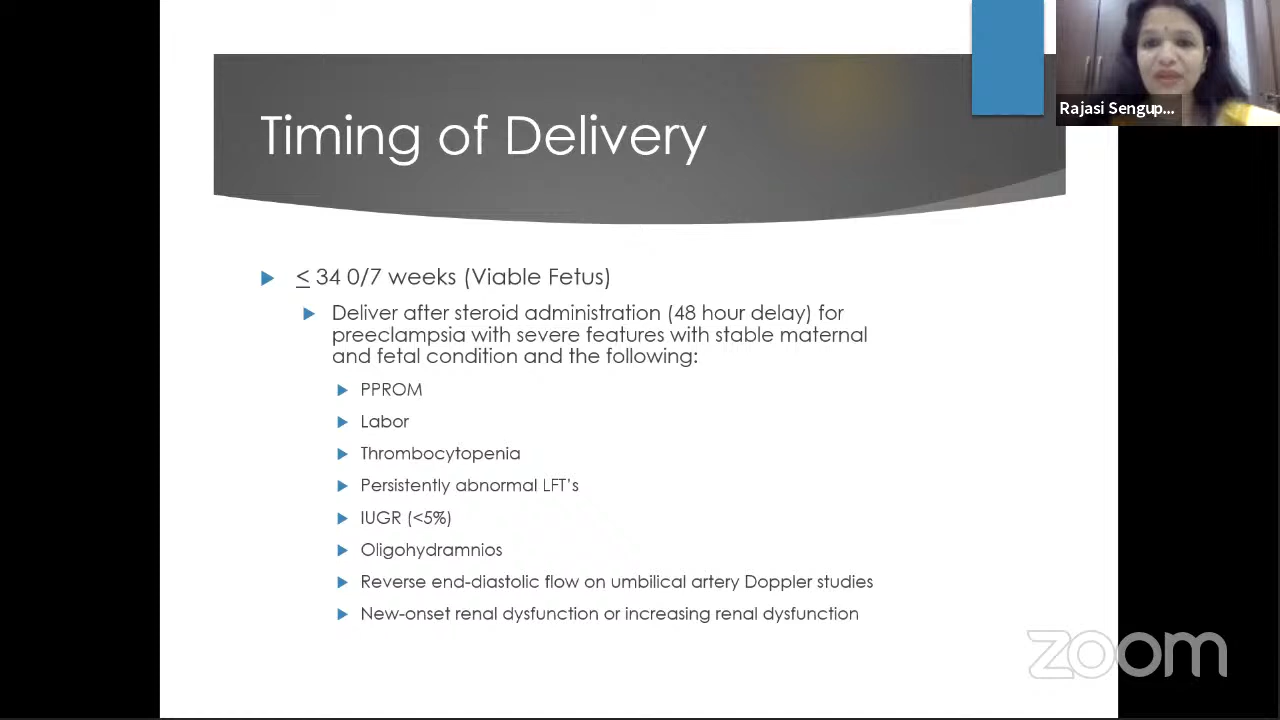 Rajasi Sengup...
Timing of Delivery
< 34 0/7 weeks (Viable Fetus)
Deliver after steroid administration (48 hour delay) for
preeclampsia with severe features with stable maternal
and fetal condition and the following:
PPROM
Labor
Thrombocytopenia
Persistently abnormal LFT's
IUGR (<5%)
Oligohydramnios
Reverse end-diastolic flow on umbilical artery Doppler studies
New-onset renal dysfunction or increasing renal dysfunction
zoom